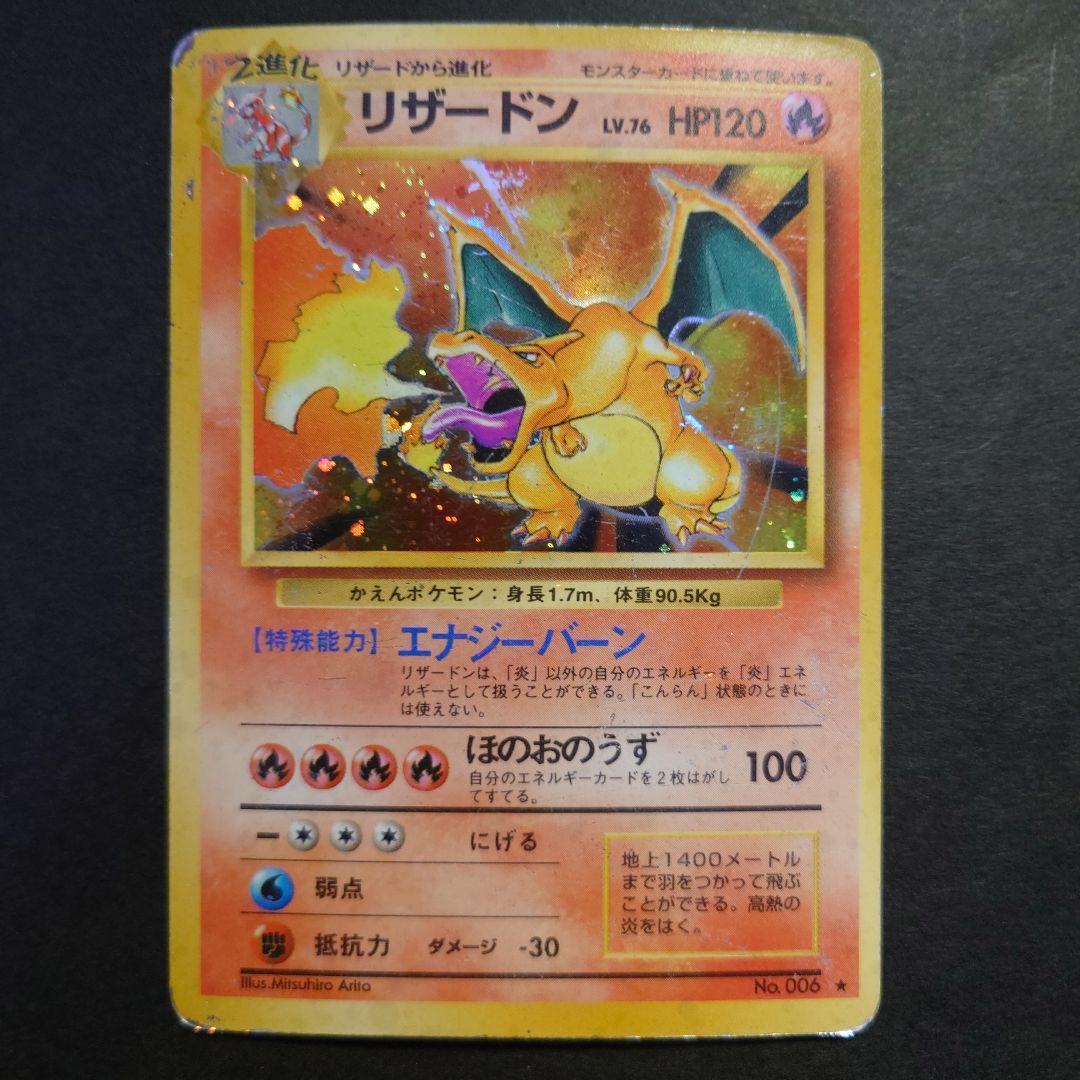 2進化 リザードから進化 モンスターカードに重ねて使います。
リザードン LV.76 HP120
かえんポケモン：身長1.7m、体重90.5Kg
【特殊能力】エナジーバーン
リザードンは、「炎」以外の自分のエネルギーを「炎」エネ
ルギーとして扱うことができる。「こんらん」状態のときに
は使えない。
ほのおのうず 100
自分のエネルギーカードを2枚はがし
てすてる。
にげる
弱点
抵抗力 ダメージ -30
地上1400メートル
まで羽をつかって飛ぶ
ことができる。高熱の
炎をはく。
Illus.Mitsuhiro Arita No. 006 ★